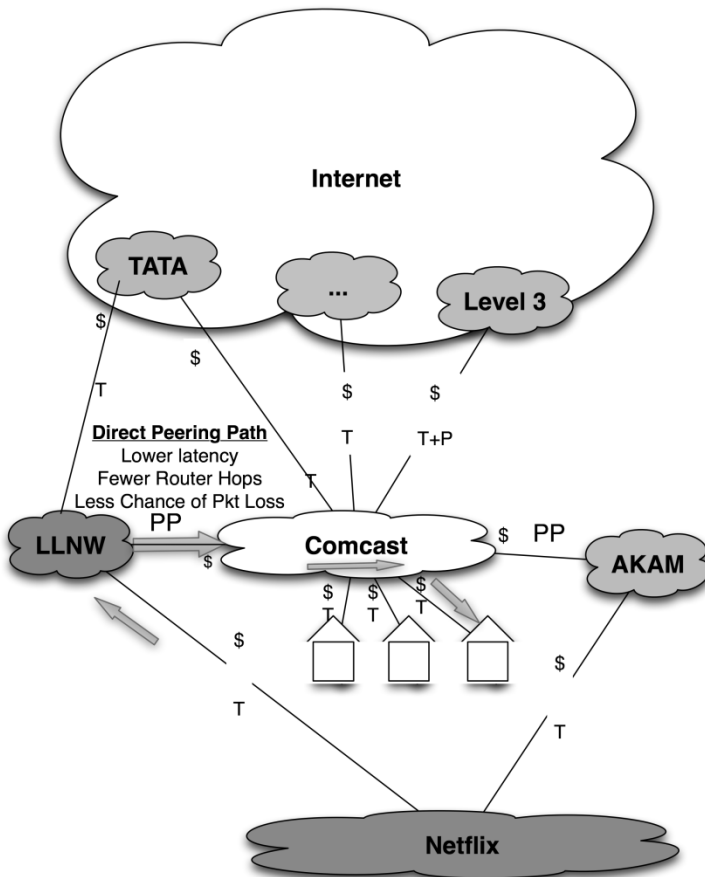 Internet
TATA
...
Level 3
$
$
$
$
T
T
T+P
Direct Peering Path
Lower latency
Fewer Router Hops
Less Chance of Pkt Loss
T
LLNW
PP
$
Comcast
$
PP
AKAM
$
$
$
T
T
T
$
$
T
T
Netflix